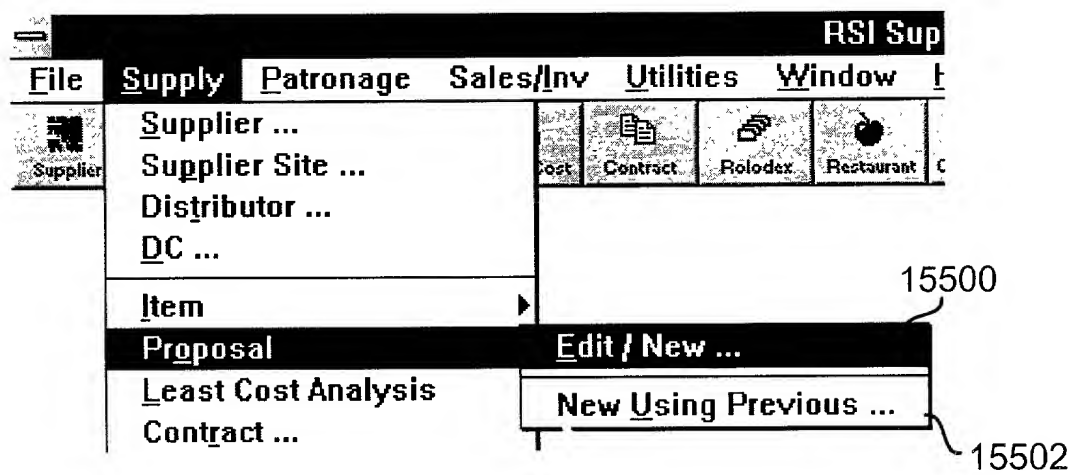 RSI Sup
File Supply Patronage Sales/Inv Utilities Window H
Supplier Cost Contract Rolodex Restaurant C
Supplier ...
Supplier Site ...
Distributor ...
DC ...
Item
Proposal
Least Cost Analysis
Contract ...
Edit / New ...
New Using Previous ...
15500
15502